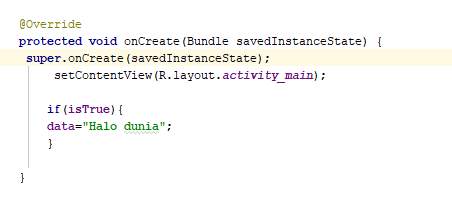 @Override
protected void onCreate(Bundle savedInstanceState) {
super.onCreate(savedInstanceState);
setContentView(R.layout.activity_main);
if(isTrue){
data="Halo dunia";
}
}